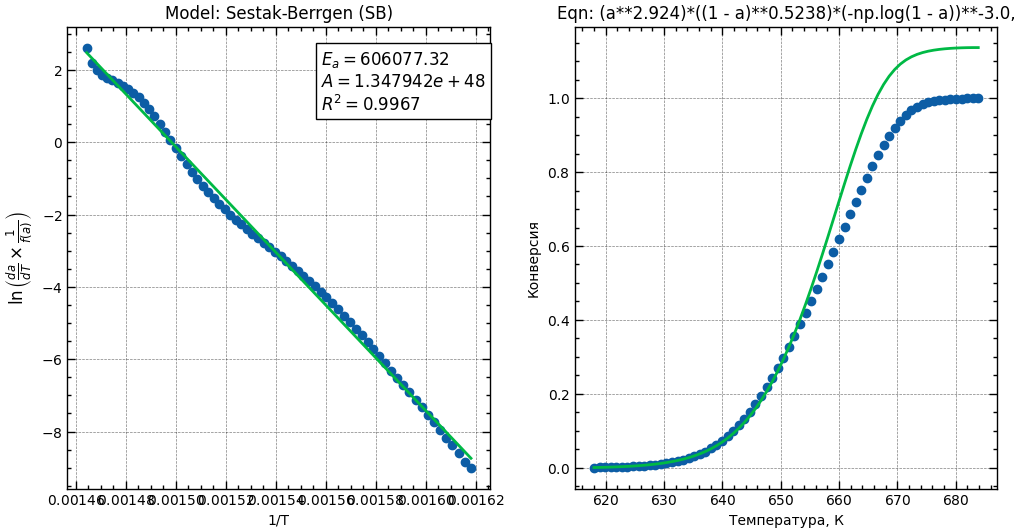 Model: Sestak-Berrgen (SB)
E_a = 606077.32
A = 1.347942e + 48
R² = 0.9967
2
0
−2
−4
−6
−8
ln (da/dT × 1/f(a))
0.00146 0.00148 0.00150 0.00152 0.00154 0.00156 0.00158 0.00160 0.00162
1/T
Eqn: (a**2.924)*((1 - a)**0.5238)*(-np.log(1 - a))**-3.0,
1.0
0.8
0.6
0.4
0.2
0.0
Конверсия
620 630 640 650 660 670 680
Температура, К